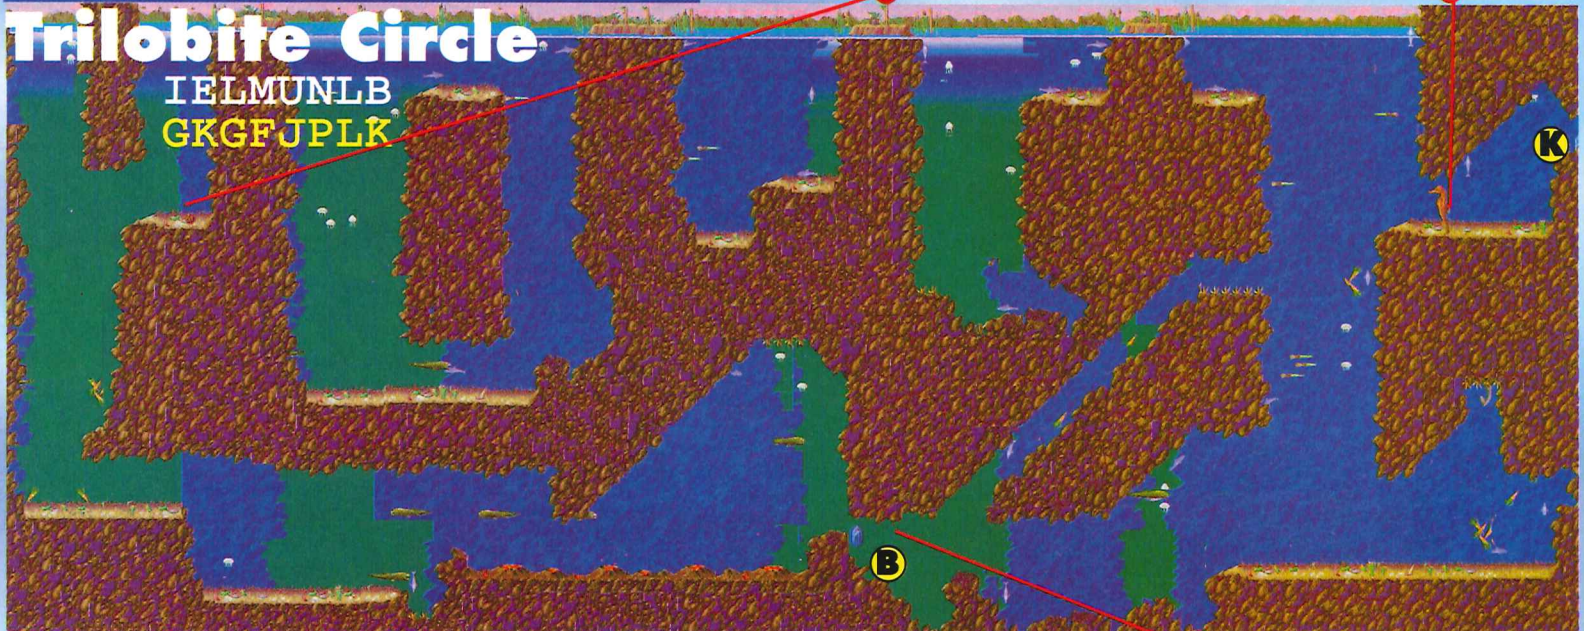 Trilobite Circle
IELMUNLB
GKGFJPLK
K
B